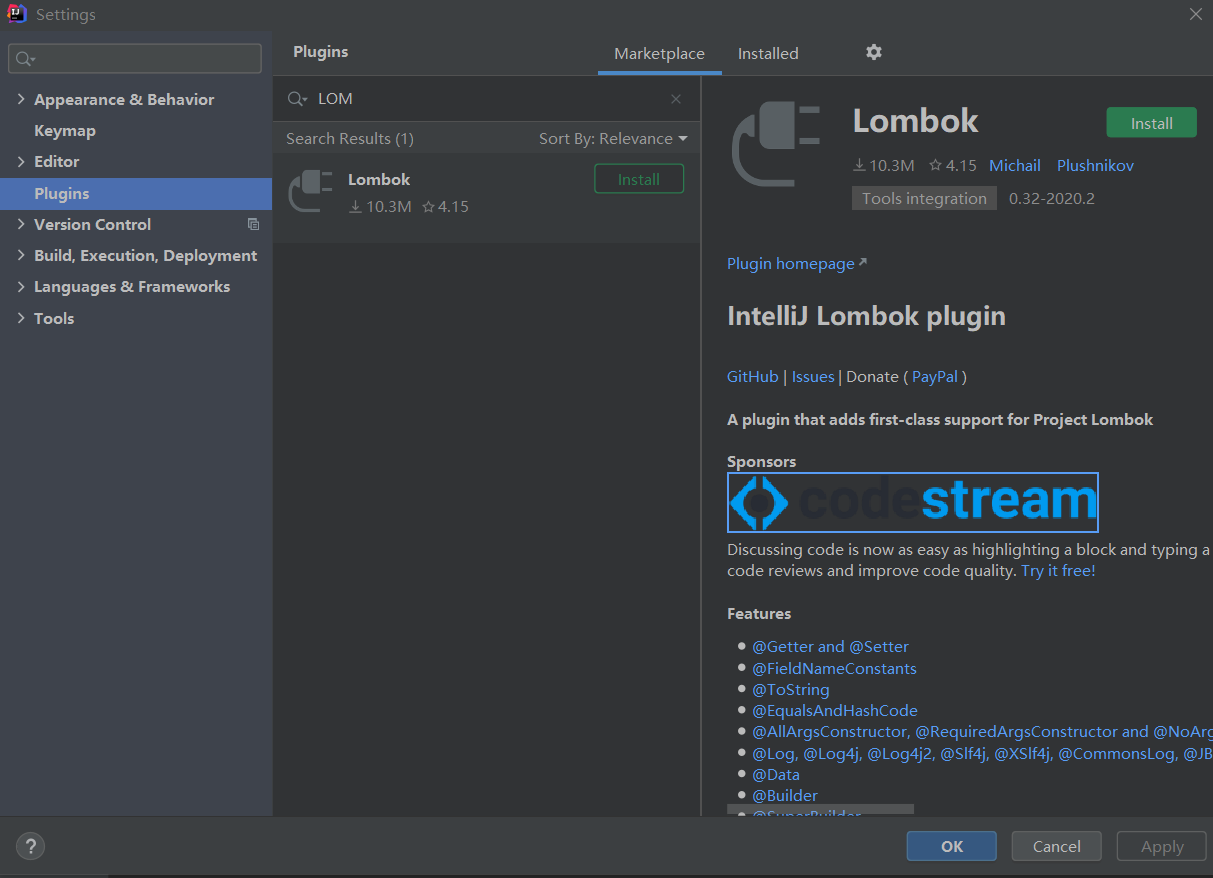 Settings
Plugins
Marketplace
Installed
Appearance & Behavior
Keymap
Editor
Plugins
Version Control
Build, Execution, Deployment
Languages & Frameworks
Tools
LOM
Search Results (1)
Sort By: Relevance
Lombok
10.3M 4.15
Install
Lombok
Install
10.3M 4.15 Michail Plushnikov
Tools integration 0.32-2020.2
Plugin homepage
IntelliJ Lombok plugin
GitHub | Issues | Donate ( PayPal )
A plugin that adds first-class support for Project Lombok
Sponsors
codestream
Discussing code is now as easy as highlighting a block and typing a
code reviews and improve code quality. Try it free!
Features
@Getter and @Setter
@FieldNameConstants
@ToString
@EqualsAndHashCode
@AllArgsConstructor, @RequiredArgsConstructor and @NoArg
@Log, @Log4j, @Log4j2, @Slf4j, @XSlf4j, @CommonsLog, @JB
@Data
@Builder
@SuperBuilder
?
OK
Cancel
Apply